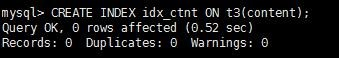 mysql> CREATE INDEX idx_ctnt ON t3(content);
Query OK, 0 rows affected (0.52 sec)
Records: 0  Duplicates: 0  Warnings: 0